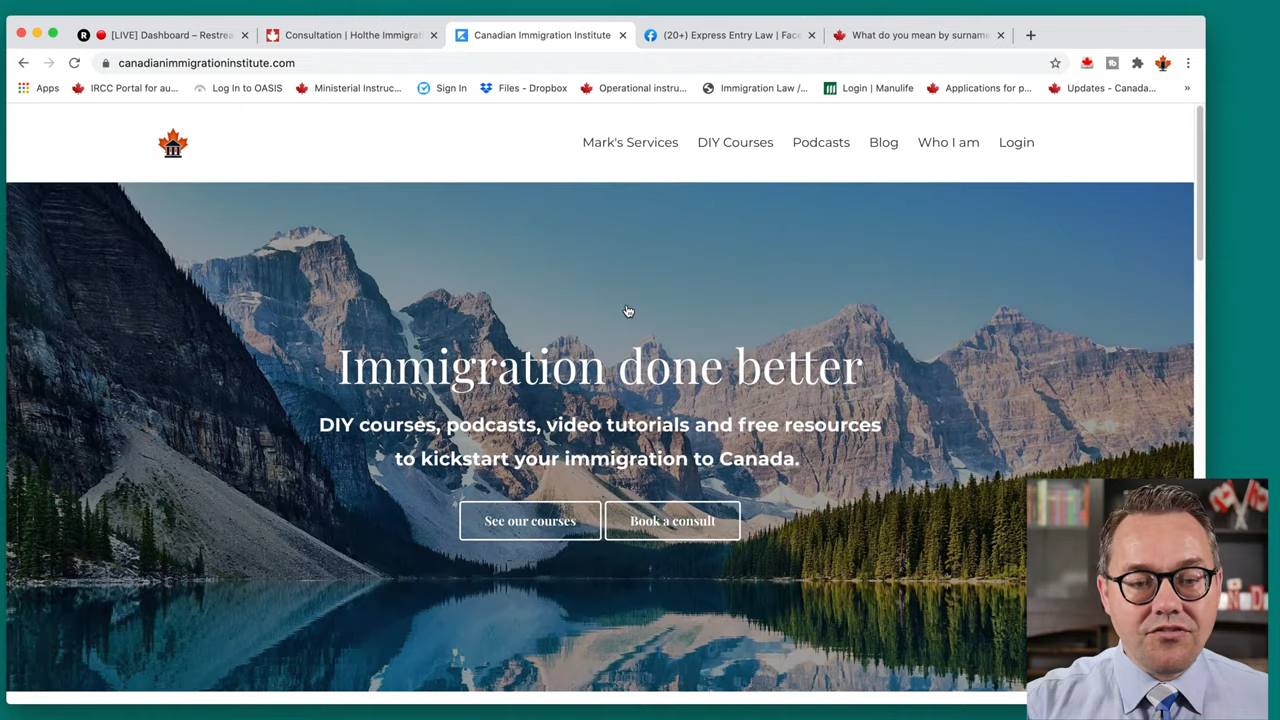 [LIVE] Dashboard – Restrea
Consultation | Holthe Immigrat
Canadian Immigration Institute
(20+) Express Entry Law | Face
What do you mean by surname
canadianimmigrationinstitute.com
Apps
IRCC Portal for au...
Log In to OASIS
Ministerial Instruc...
Sign In
Files - Dropbox
Operational instru...
Immigration Law /...
Login | Manulife
Applications for p...
Updates - Canada...
Mark's Services
DIY Courses
Podcasts
Blog
Who I am
Login
Immigration done better
DIY courses, podcasts, video tutorials and free resources
to kickstart your immigration to Canada.
See our courses
Book a consult